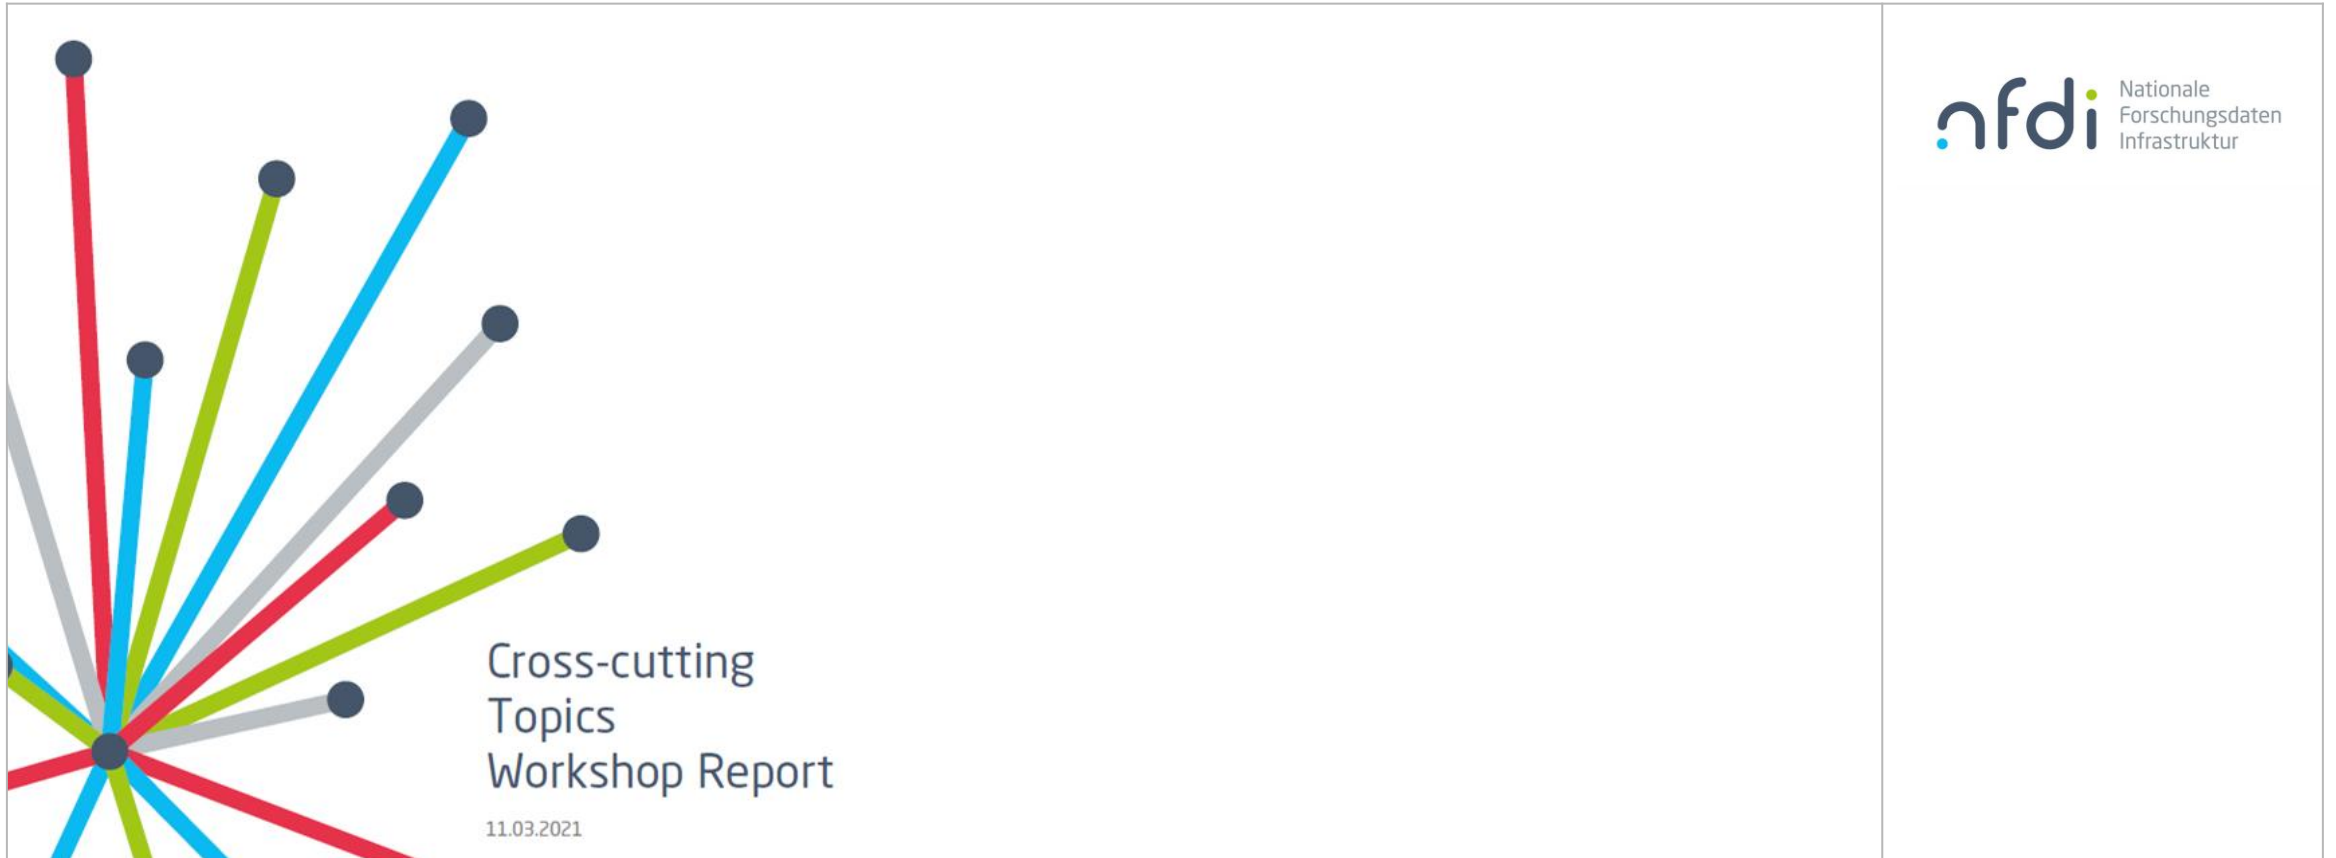 nfdi
Nationale
Forschungsdaten
Infrastruktur
Cross-cutting
Topics
Workshop Report
11.03.2021